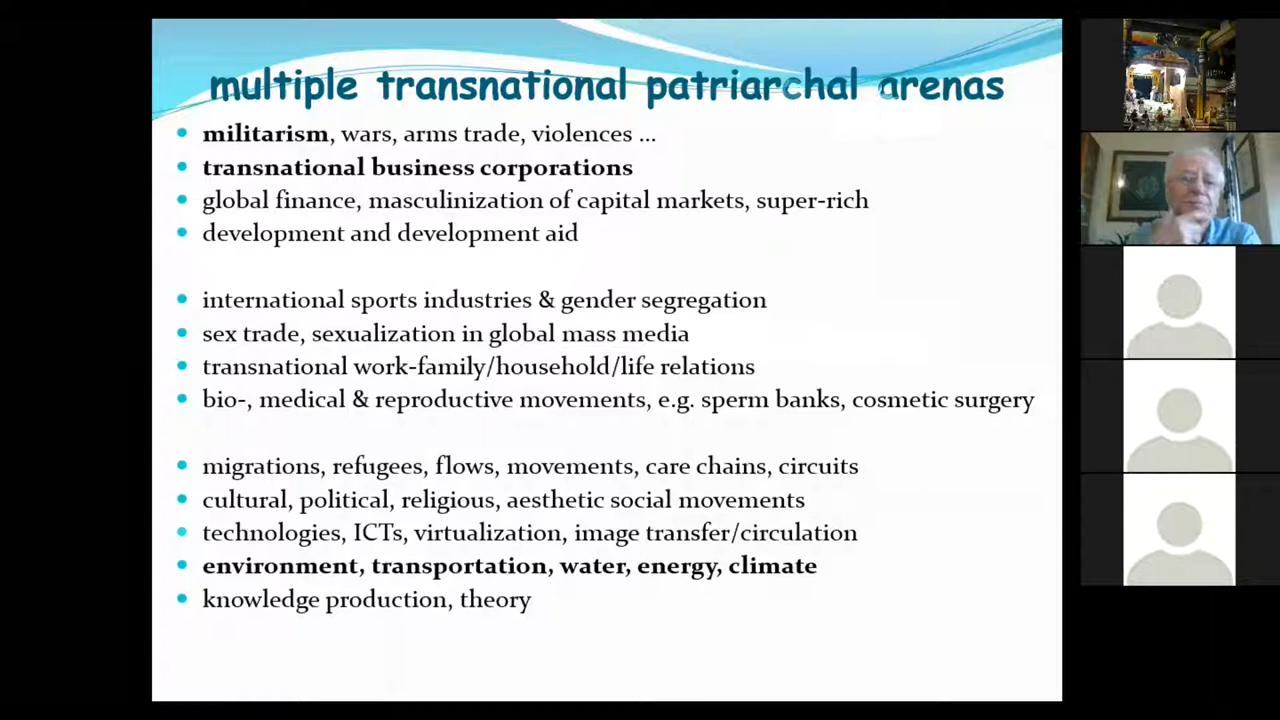 multiple transnational patriarchal arenas
militarism, wars, arms trade, violences ...
transnational business corporations
global finance, masculinization of capital markets, super-rich
development and development aid
international sports industries & gender segregation
sex trade, sexualization in global mass media
transnational work-family/household/life relations
bio-, medical & reproductive movements, e.g. sperm banks, cosmetic surgery
migrations, refugees, flows, movements, care chains, circuits
cultural, political, religious, aesthetic social movements
technologies, ICTs, virtualization, image transfer/circulation
environment, transportation, water, energy, climate
knowledge production, theory